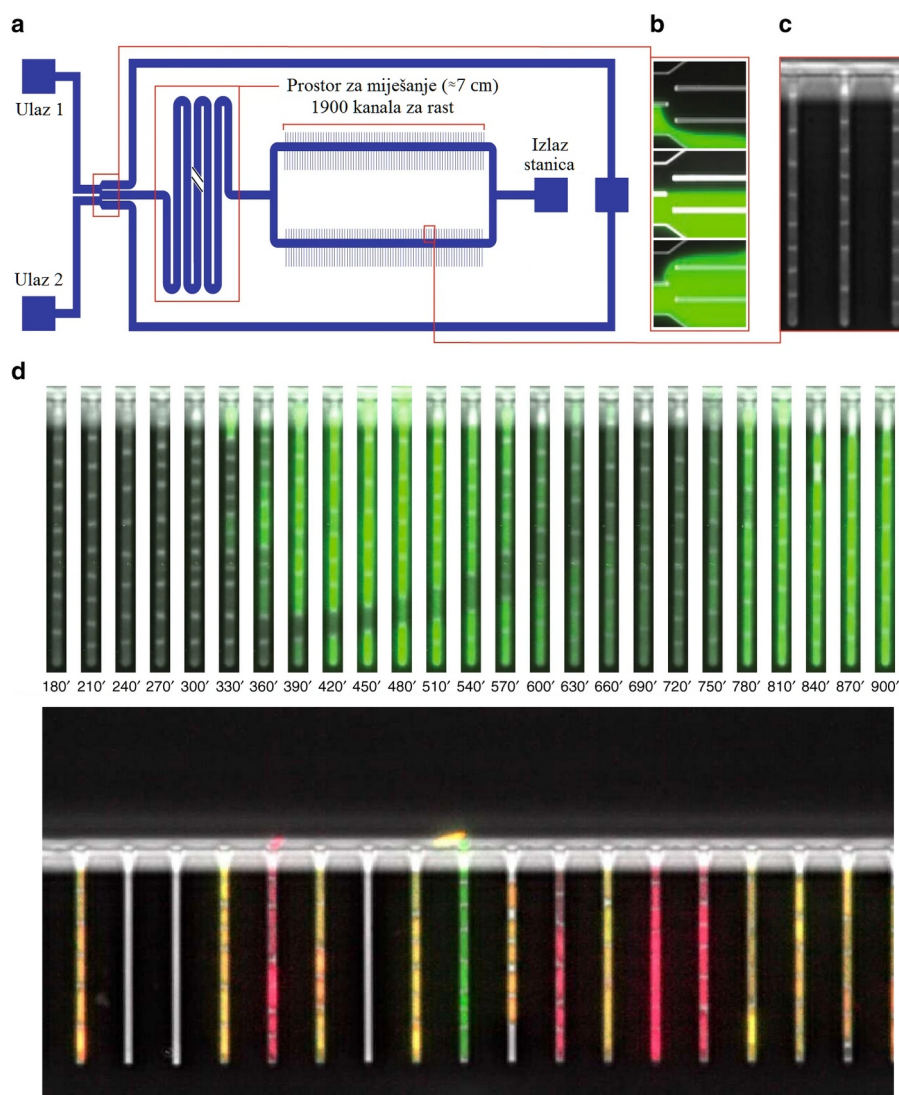 a
b
c
Ulaz 1
Prostor za miješanje (≈7 cm)
1900 kanala za rast
Izlaz
stanica
Ulaz 2
d
180′ 210′ 240′ 270′ 300′ 330′ 360′ 390′ 420′ 450′ 480′ 510′ 540′ 570′ 600′ 630′ 660′ 690′ 720′ 750′ 780′ 810′ 840′ 870′ 900′